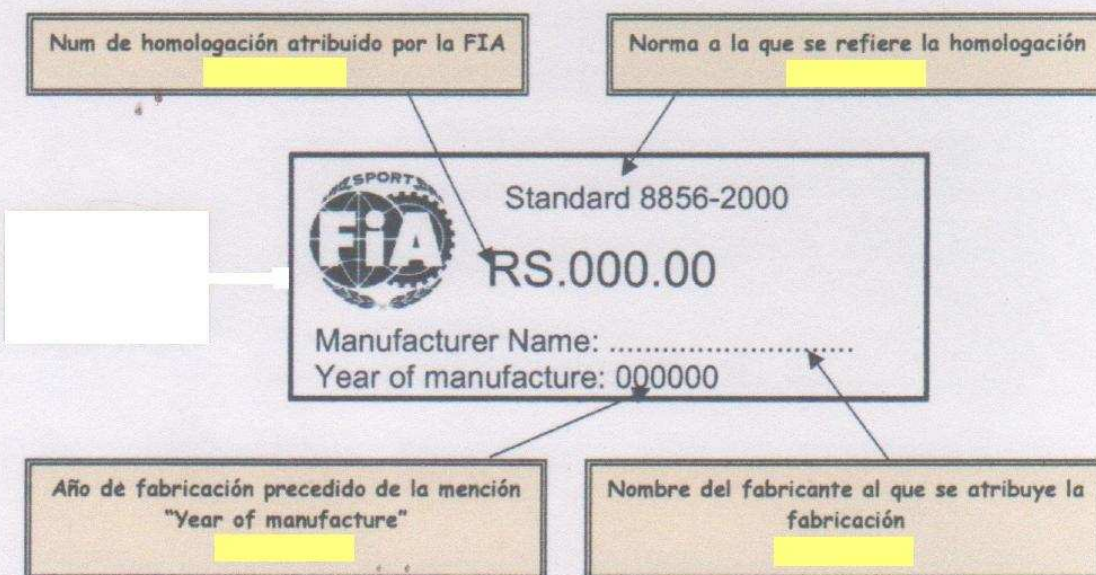 Num de homologación atribuido por la FIA
Norma a la que se refiere la homologación
SPORT
FiA
Standard 8856-2000
RS.000.00
Manufacturer Name: ............................
Year of manufacture: 000000
Año de fabricación precedido de la mención
"Year of manufacture"
Nombre del fabricante al que se atribuye la
fabricación